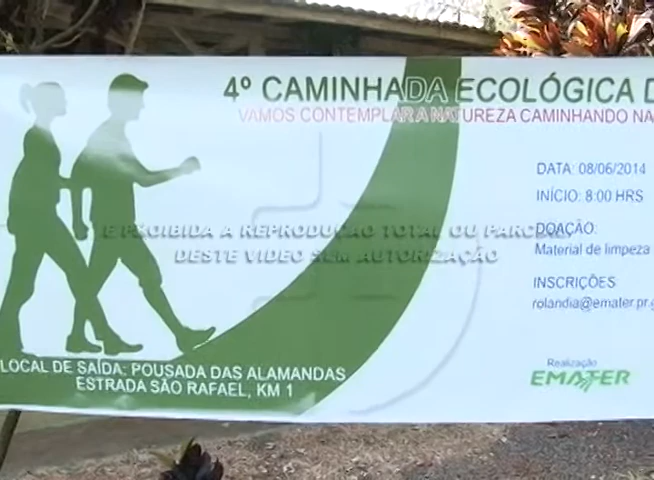 4º CAMINHADA ECOLÓGICA D
VAMOS CONTEMPLAR A NATUREZA CAMINHANDO NA
DATA: 08/06/2014
INÍCIO: 8:00 HRS
DOAÇÃO:
Material de limpeza
INSCRIÇÕES
rolandia@emater.pr.g
É PROIBIDA A REPRODUÇÃO TOTAL OU PARCIAL
DESTE VIDEO SEM AUTORIZAÇÃO
LOCAL DE SAÍDA: POUSADA DAS ALAMANDAS
ESTRADA SÃO RAFAEL, KM 1
Realização
EMATER